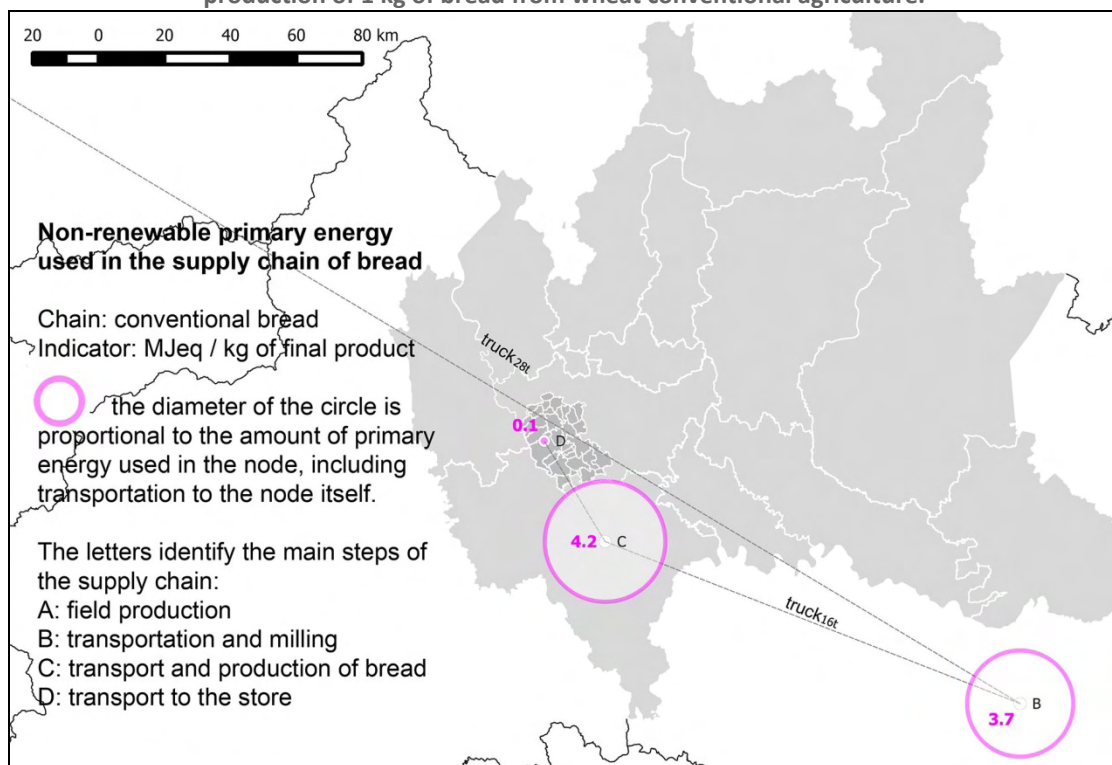 production of 1 kg of bread from wheat conventional agriculture.
20 0 20 40 60 80 km
Non-renewable primary energy
used in the supply chain of bread
Chain: conventional bread
Indicator: MJeq / kg of final product
the diameter of the circle is
proportional to the amount of primary
energy used in the node, including
transportation to the node itself.
The letters identify the main steps of
the supply chain:
A: field production
B: transportation and milling
C: transport and production of bread
D: transport to the store
truck28t
0.1
D
4.2 C
truck16t
B
3.7